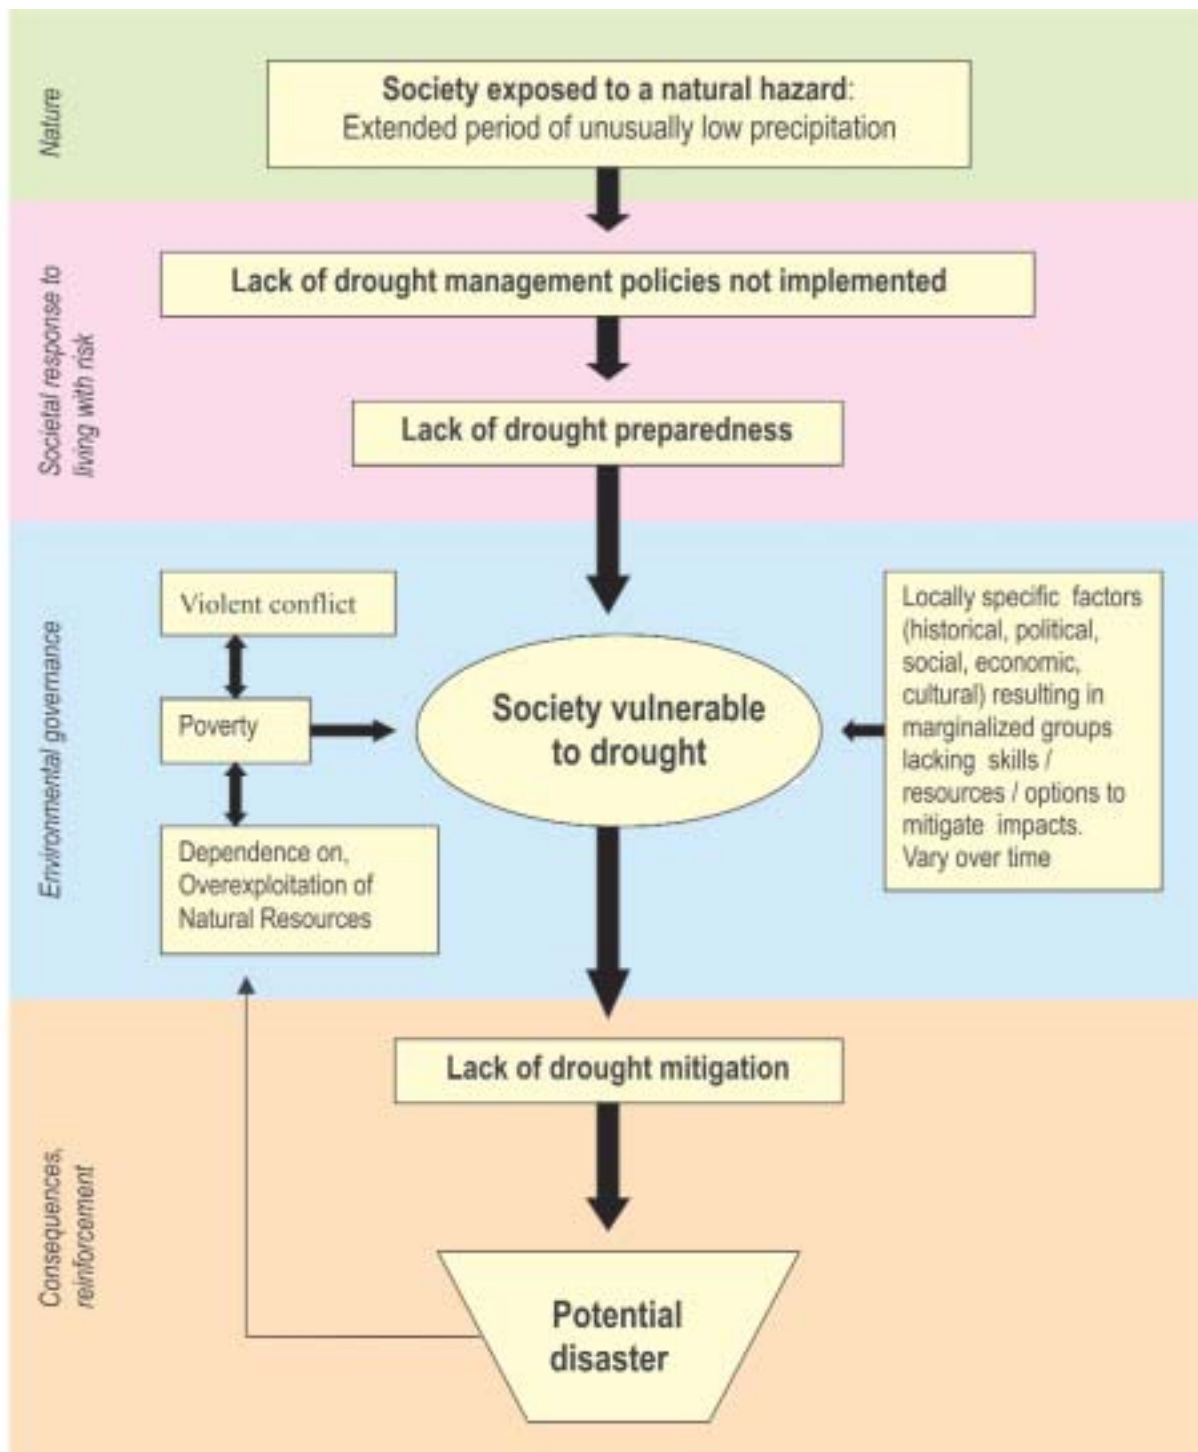 Nature
Society exposed to a natural hazard:
Extended period of unusually low precipitation
Societal response to
living with risk
Lack of drought management policies not implemented
Lack of drought preparedness
Environmental governance
Violent conflict
Poverty
Dependence on,
Overexploitation of
Natural Resources
Society vulnerable
to drought
Locally specific factors
(historical, political,
social, economic,
cultural) resulting in
marginalized groups
lacking skills /
resources / options to
mitigate impacts.
Vary over time
Consequences,
reinforcement
Lack of drought mitigation
Potential
disaster